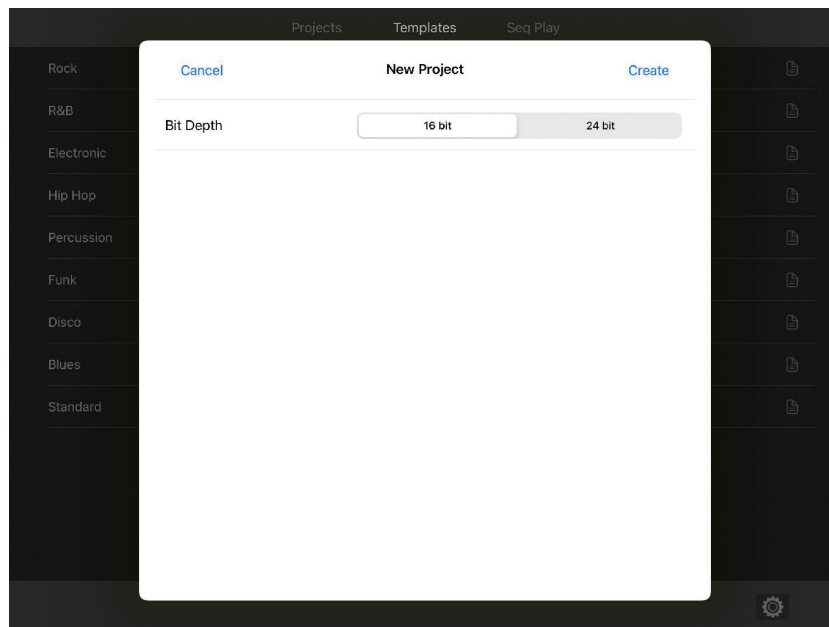 Projects Templates Seq Play
Rock
Cancel New Project Create
R&B
Bit Depth 16 bit 24 bit
Electronic
Hip Hop
Percussion
Funk
Disco
Blues
Standard